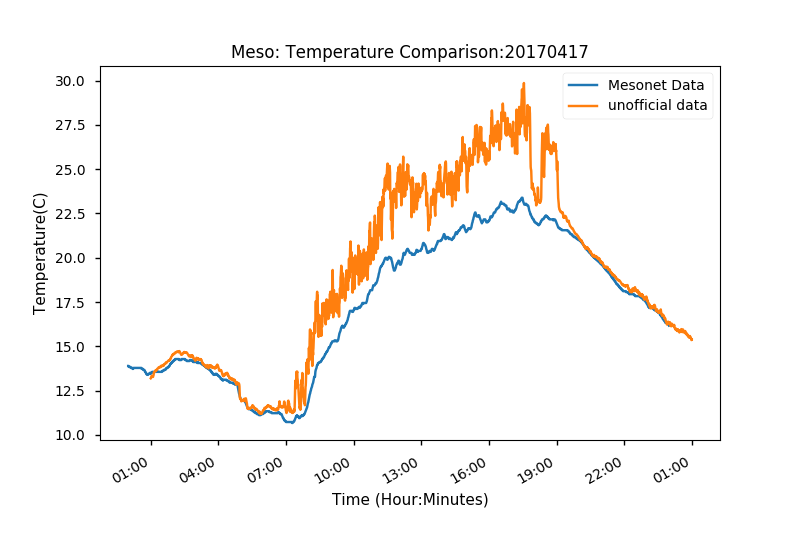 Meso: Temperature Comparison:20170417
Mesonet Data
unofficial data
Temperature(C)
30.0
27.5
25.0
22.5
20.0
17.5
15.0
12.5
10.0
01:00 04:00 07:00 10:00 13:00 16:00 19:00 22:00 01:00
Time (Hour:Minutes)